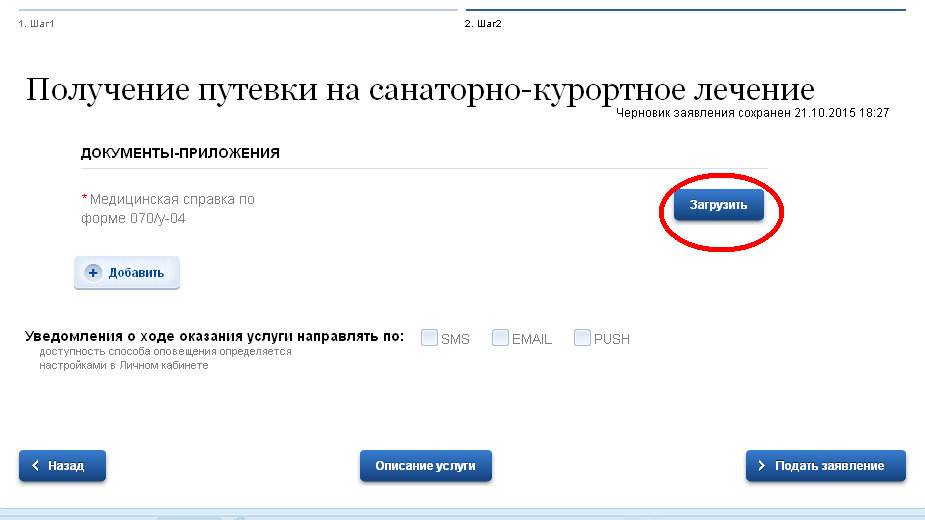 1. Шаг1
2. Шаг2
Получение путевки на санаторно-курортное лечение
Черновик заявления сохранен 21.10.2015 18:27
ДОКУМЕНТЫ-ПРИЛОЖЕНИЯ
*Медицинская справка по
форме 070/у-04
Загрузить
Добавить
Уведомления о ходе оказания услуги направлять по:
SMS
EMAIL
PUSH
доступность способа оповещения определяется
настройками в Личном кабинете
Назад
Описание услуги
Подать заявление